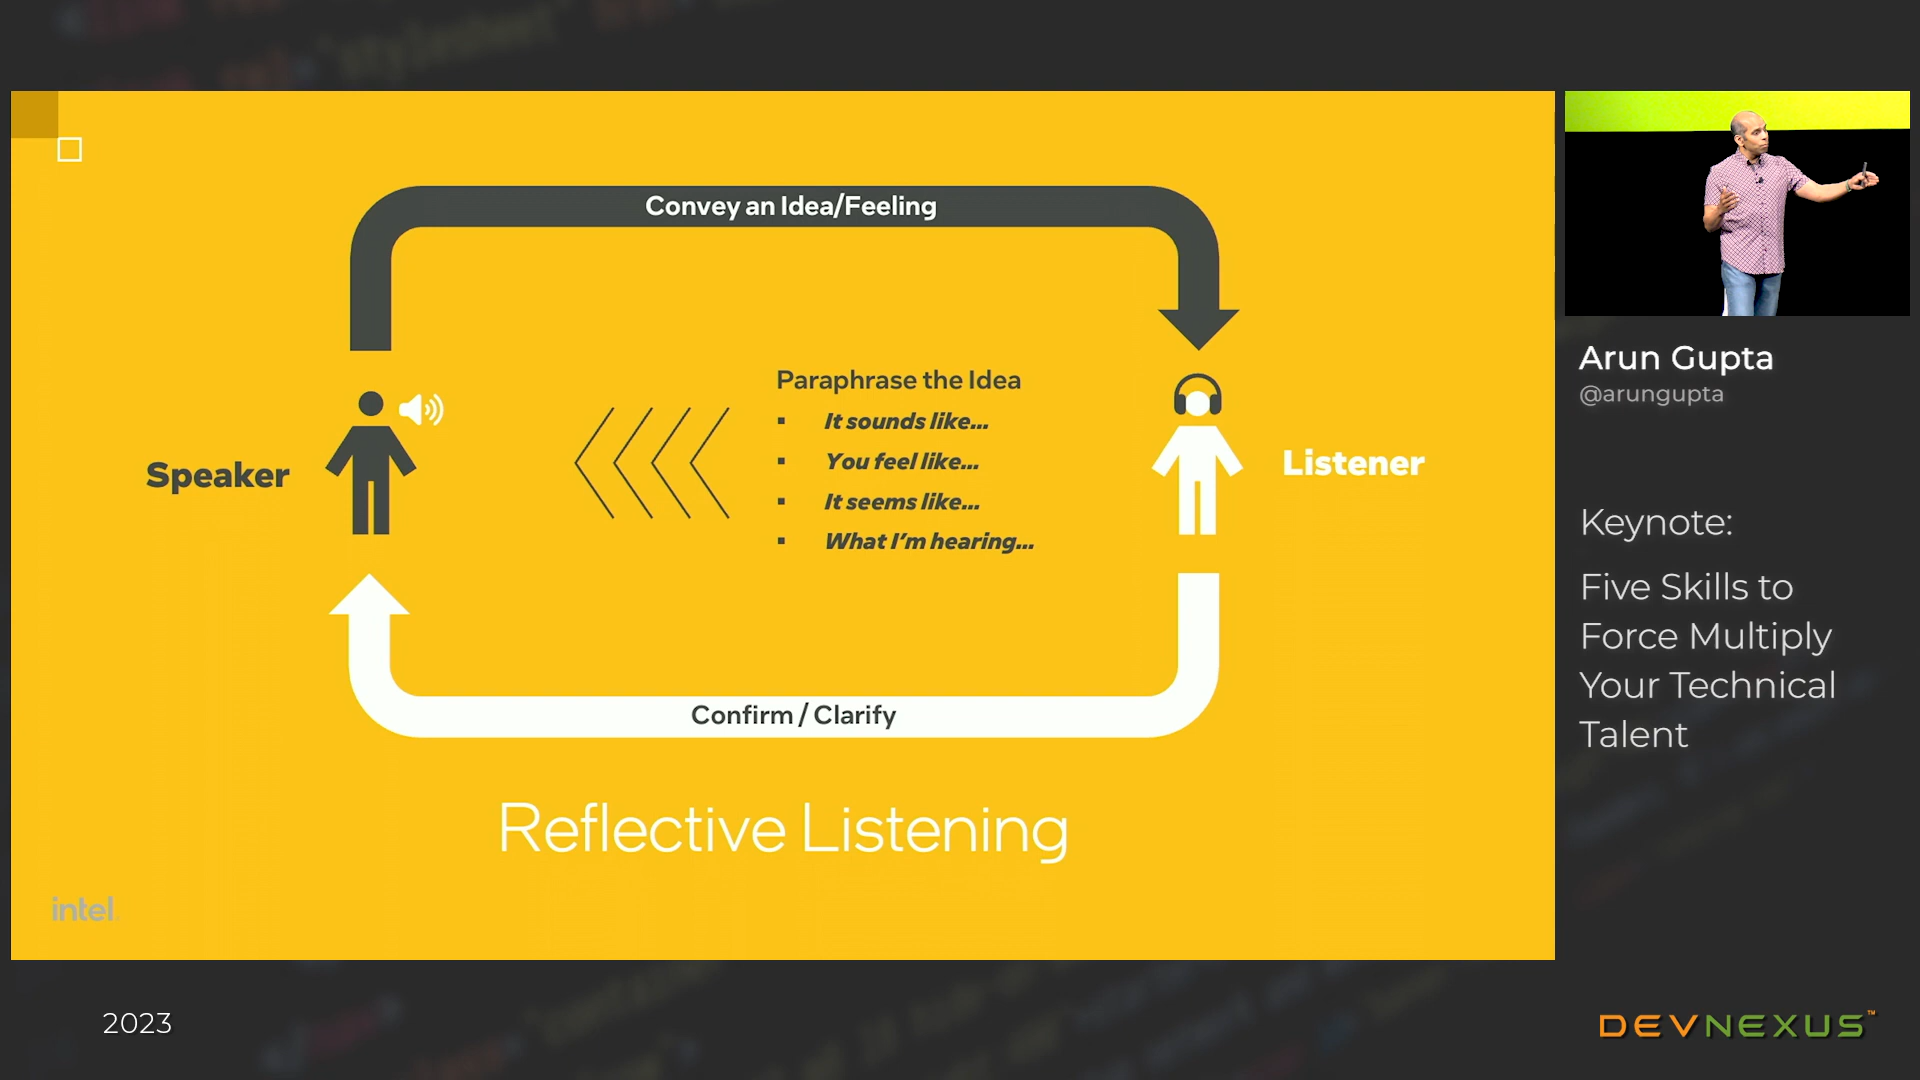 Convey an Idea/Feeling
Paraphrase the Idea
▪ It sounds like...
▪ You feel like...
▪ It seems like...
▪ What I'm hearing...
Speaker
Listener
Confirm / Clarify
Reflective Listening
intel
Arun Gupta
@arungupta
Keynote:
Five Skills to
Force Multiply
Your Technical
Talent
2023
DEVNEXUS™